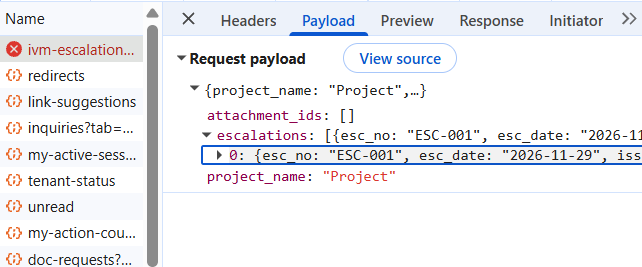 Name
ivm-escalation...
redirects
link-suggestions
inquiries?tab=...
my-active-sess...
tenant-status
unread
my-action-cou...
doc-requests?...
Headers Payload Preview Response Initiator
Request payload View source
{project_name: "Project",…}
attachment_ids: []
escalations: [{esc_no: "ESC-001", esc_date: "2026-11
0: {esc_no: "ESC-001", esc_date: "2026-11-29", iss
project_name: "Project"